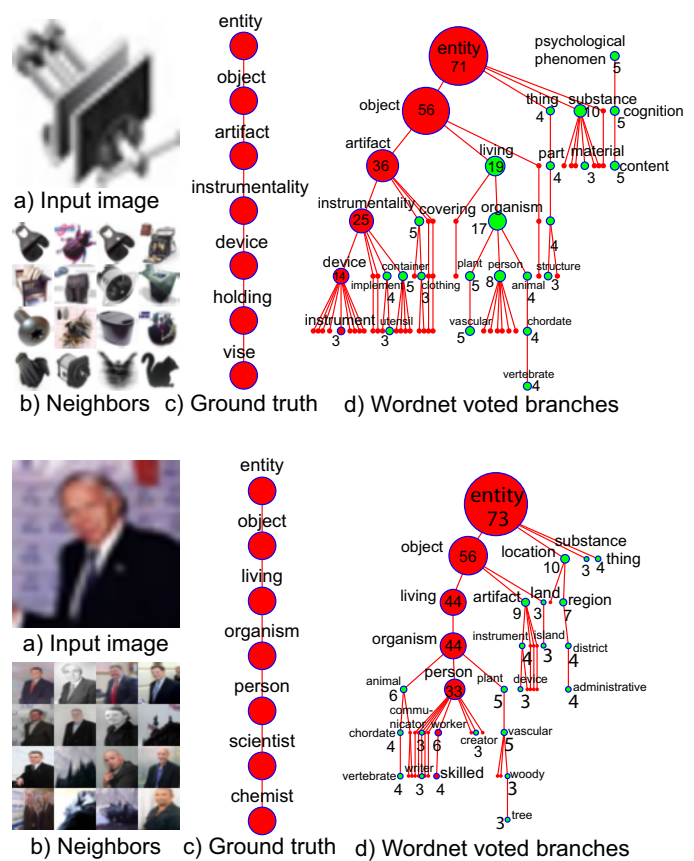 entity
object
artifact
instrumentality
device
holding
vise
a) Input image
b) Neighbors
c) Ground truth
entity
71
psychological
phenomen
5
object
56
thing
4
substance
10
cognition
5
artifact
36
living
19
part
4
material
3
content
5
instrumentality
25
covering
5
organism
17
4
device
14
implement
4
container
5
clothing
3
plant
5
person
8
animal
4
structure
3
instrument
3
utensil
3
vascular
5
chordate
4
vertebrate
4
d) Wordnet voted branches
entity
object
living
organism
person
scientist
chemist
a) Input image
b) Neighbors
c) Ground truth
entity
73
object
56
location
10
substance
3
thing
4
living
44
artifact
9
land
3
region
7
organism
44
instrument
4
island
3
district
4
animal
6
person
33
plant
5
device
3
administrative
4
chordate
4
commu-
nicator
3
worker
6
creator
3
vascular
5
vertebrate
4
writer
3
skilled
4
woody
3
tree
3
d) Wordnet voted branches